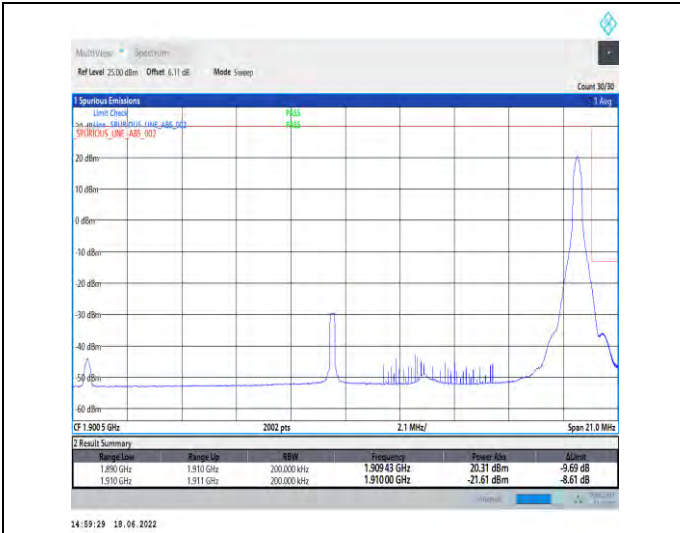 MultiView Spectrum
Ref Level 25.00 dBm Offset 6.11 dB Mode Sweep
Count 30/30
1 Spurious Emissions 1 Avg
Limit Check PASS
Line SPURIOUS_LINE_ABS_002 PASS
SPURIOUS_LINE_ABS_002
20 dBm
10 dBm
0 dBm
-10 dBm
-20 dBm
-30 dBm
-40 dBm
-50 dBm
-60 dBm
CF 1.900 5 GHz 2002 pts 2.1 MHz/ Span 21.0 MHz
2 Result Summary
Range Low Range Up RBW Frequency Power Abs ΔLimit
1.890 GHz 1.910 GHz 200.000 kHz 1.909 43 GHz 20.31 dBm -9.69 dB
1.910 GHz 1.911 GHz 200.000 kHz 1.910 00 GHz -21.61 dBm -8.61 dB
14:59:29 18.06.2022